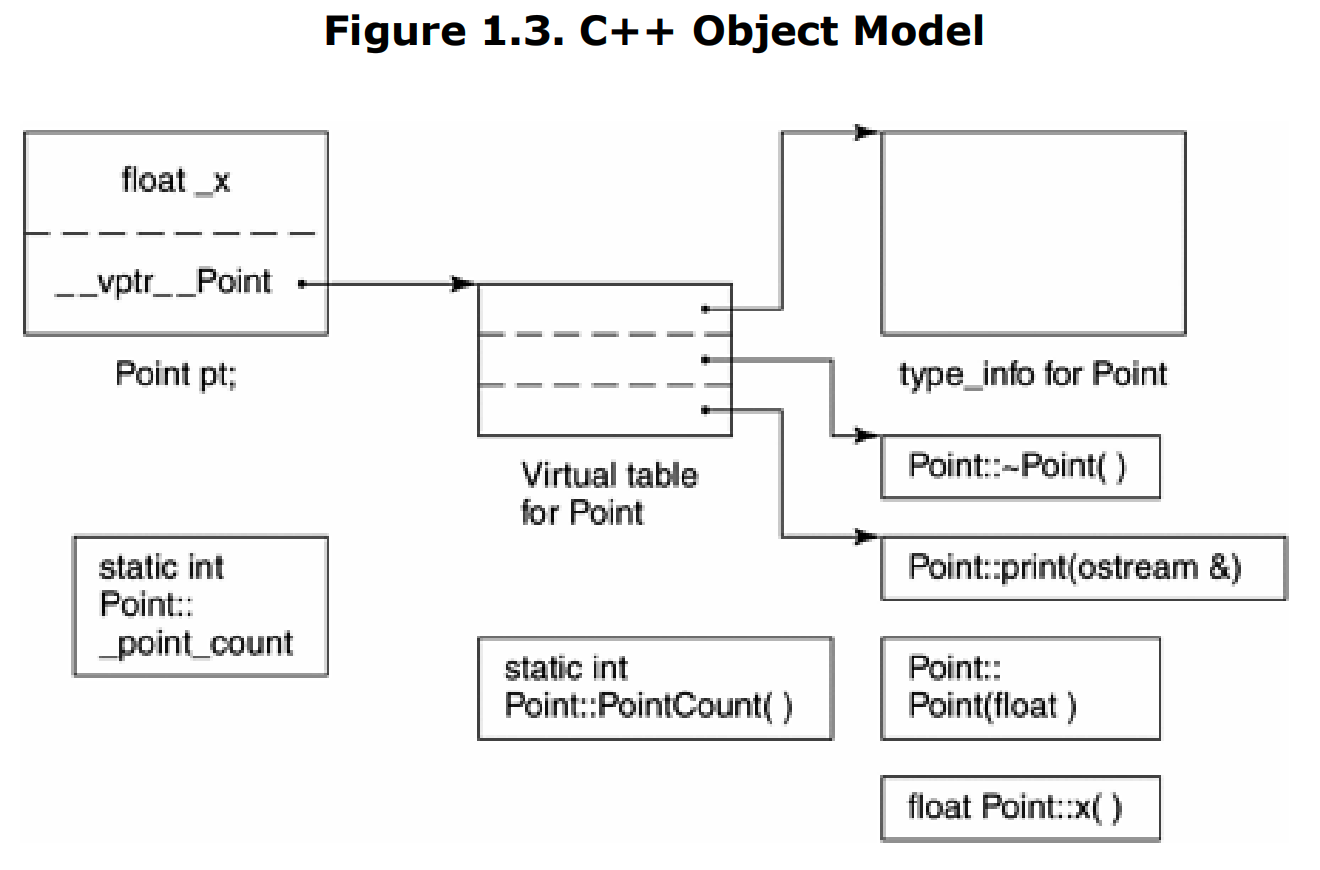 Figure 1.3. C++ Object Model
float _x
__vptr__Point
Point pt;
Virtual table
for Point
type_info for Point
Point::~Point( )
Point::print(ostream &)
static int
Point::
_point_count
static int
Point::PointCount( )
Point::
Point(float )
float Point::x( )